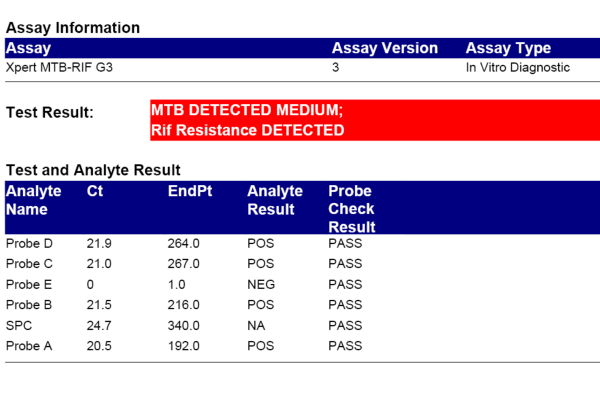 Assay Information
Assay Assay Version Assay Type
Xpert MTB-RIF G3 3 In Vitro Diagnostic
Test Result: MTB DETECTED MEDIUM;
Rif Resistance DETECTED
Test and Analyte Result
Analyte Name Ct EndPt Analyte Result Probe Check Result
Probe D 21.9 264.0 POS PASS
Probe C 21.0 267.0 POS PASS
Probe E 0 1.0 NEG PASS
Probe B 21.5 216.0 POS PASS
SPC 24.7 340.0 NA PASS
Probe A 20.5 192.0 POS PASS